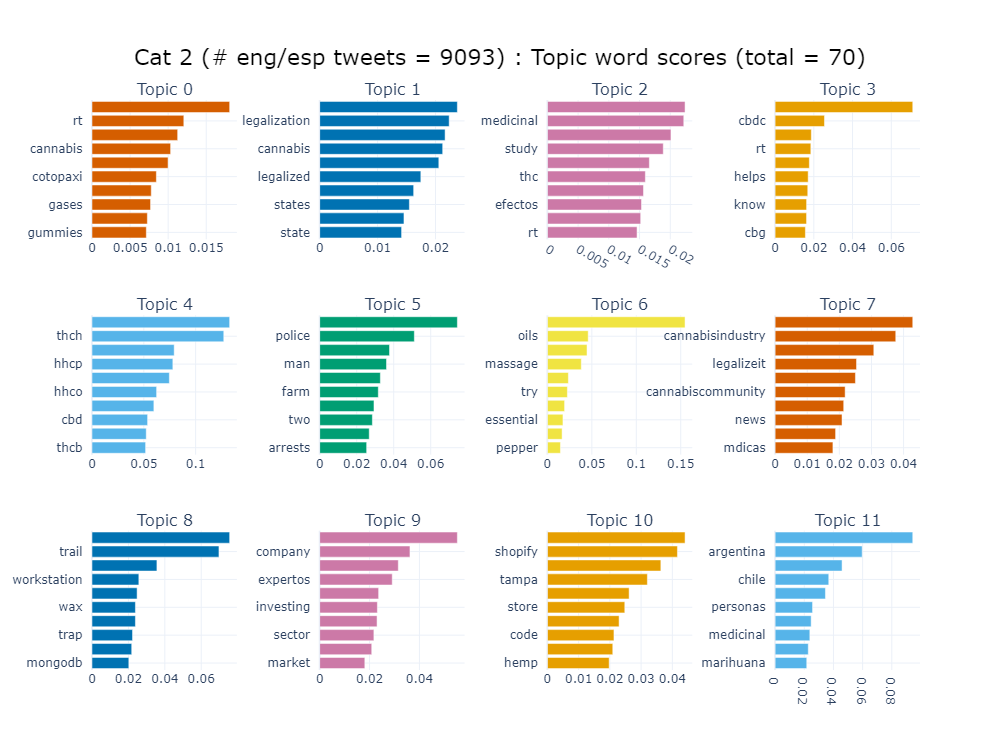 Cat 2 (# eng/esp tweets = 9093) : Topic word scores (total = 70)
Topic 0
rt
cannabis
cotopaxi
gases
gummies
0 0.005 0.01 0.015
Topic 1
legalization
cannabis
legalized
states
state
0 0.01 0.02
Topic 2
medicinal
study
thc
efectos
rt
0 0.005 0.01 0.015 0.02
Topic 3
cbdc
rt
helps
know
cbg
0 0.02 0.04 0.06
Topic 4
thch
hhcp
hhco
cbd
thcb
0 0.05 0.1
Topic 5
police
man
farm
two
arrests
0 0.02 0.04 0.06
Topic 6
oils
massage
try
essential
pepper
0 0.05 0.1 0.15
Topic 7
cannabisindustry
legalizeit
cannabiscommunity
news
mdicas
0 0.01 0.02 0.03 0.04
Topic 8
trail
workstation
wax
trap
mongodb
0 0.02 0.04 0.06
Topic 9
company
expertos
investing
sector
market
0 0.02 0.04
Topic 10
shopify
tampa
store
code
hemp
0 0.01 0.02 0.03 0.04
Topic 11
argentina
chile
personas
medicinal
marihuana
0 0.02 0.04 0.06 0.08